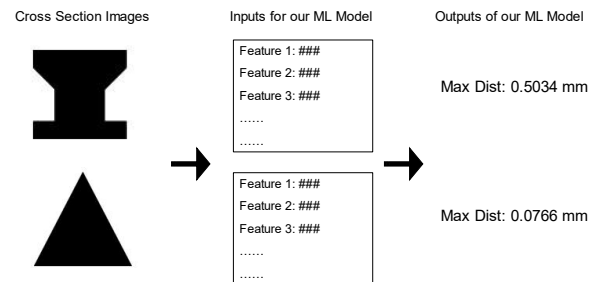 Cross Section Images
Inputs for our ML Model
Outputs of our ML Model
Feature 1: ###
Feature 2: ###
Feature 3: ###
......
......
Max Dist: 0.5034 mm
Feature 1: ###
Feature 2: ###
Feature 3: ###
......
......
Max Dist: 0.0766 mm